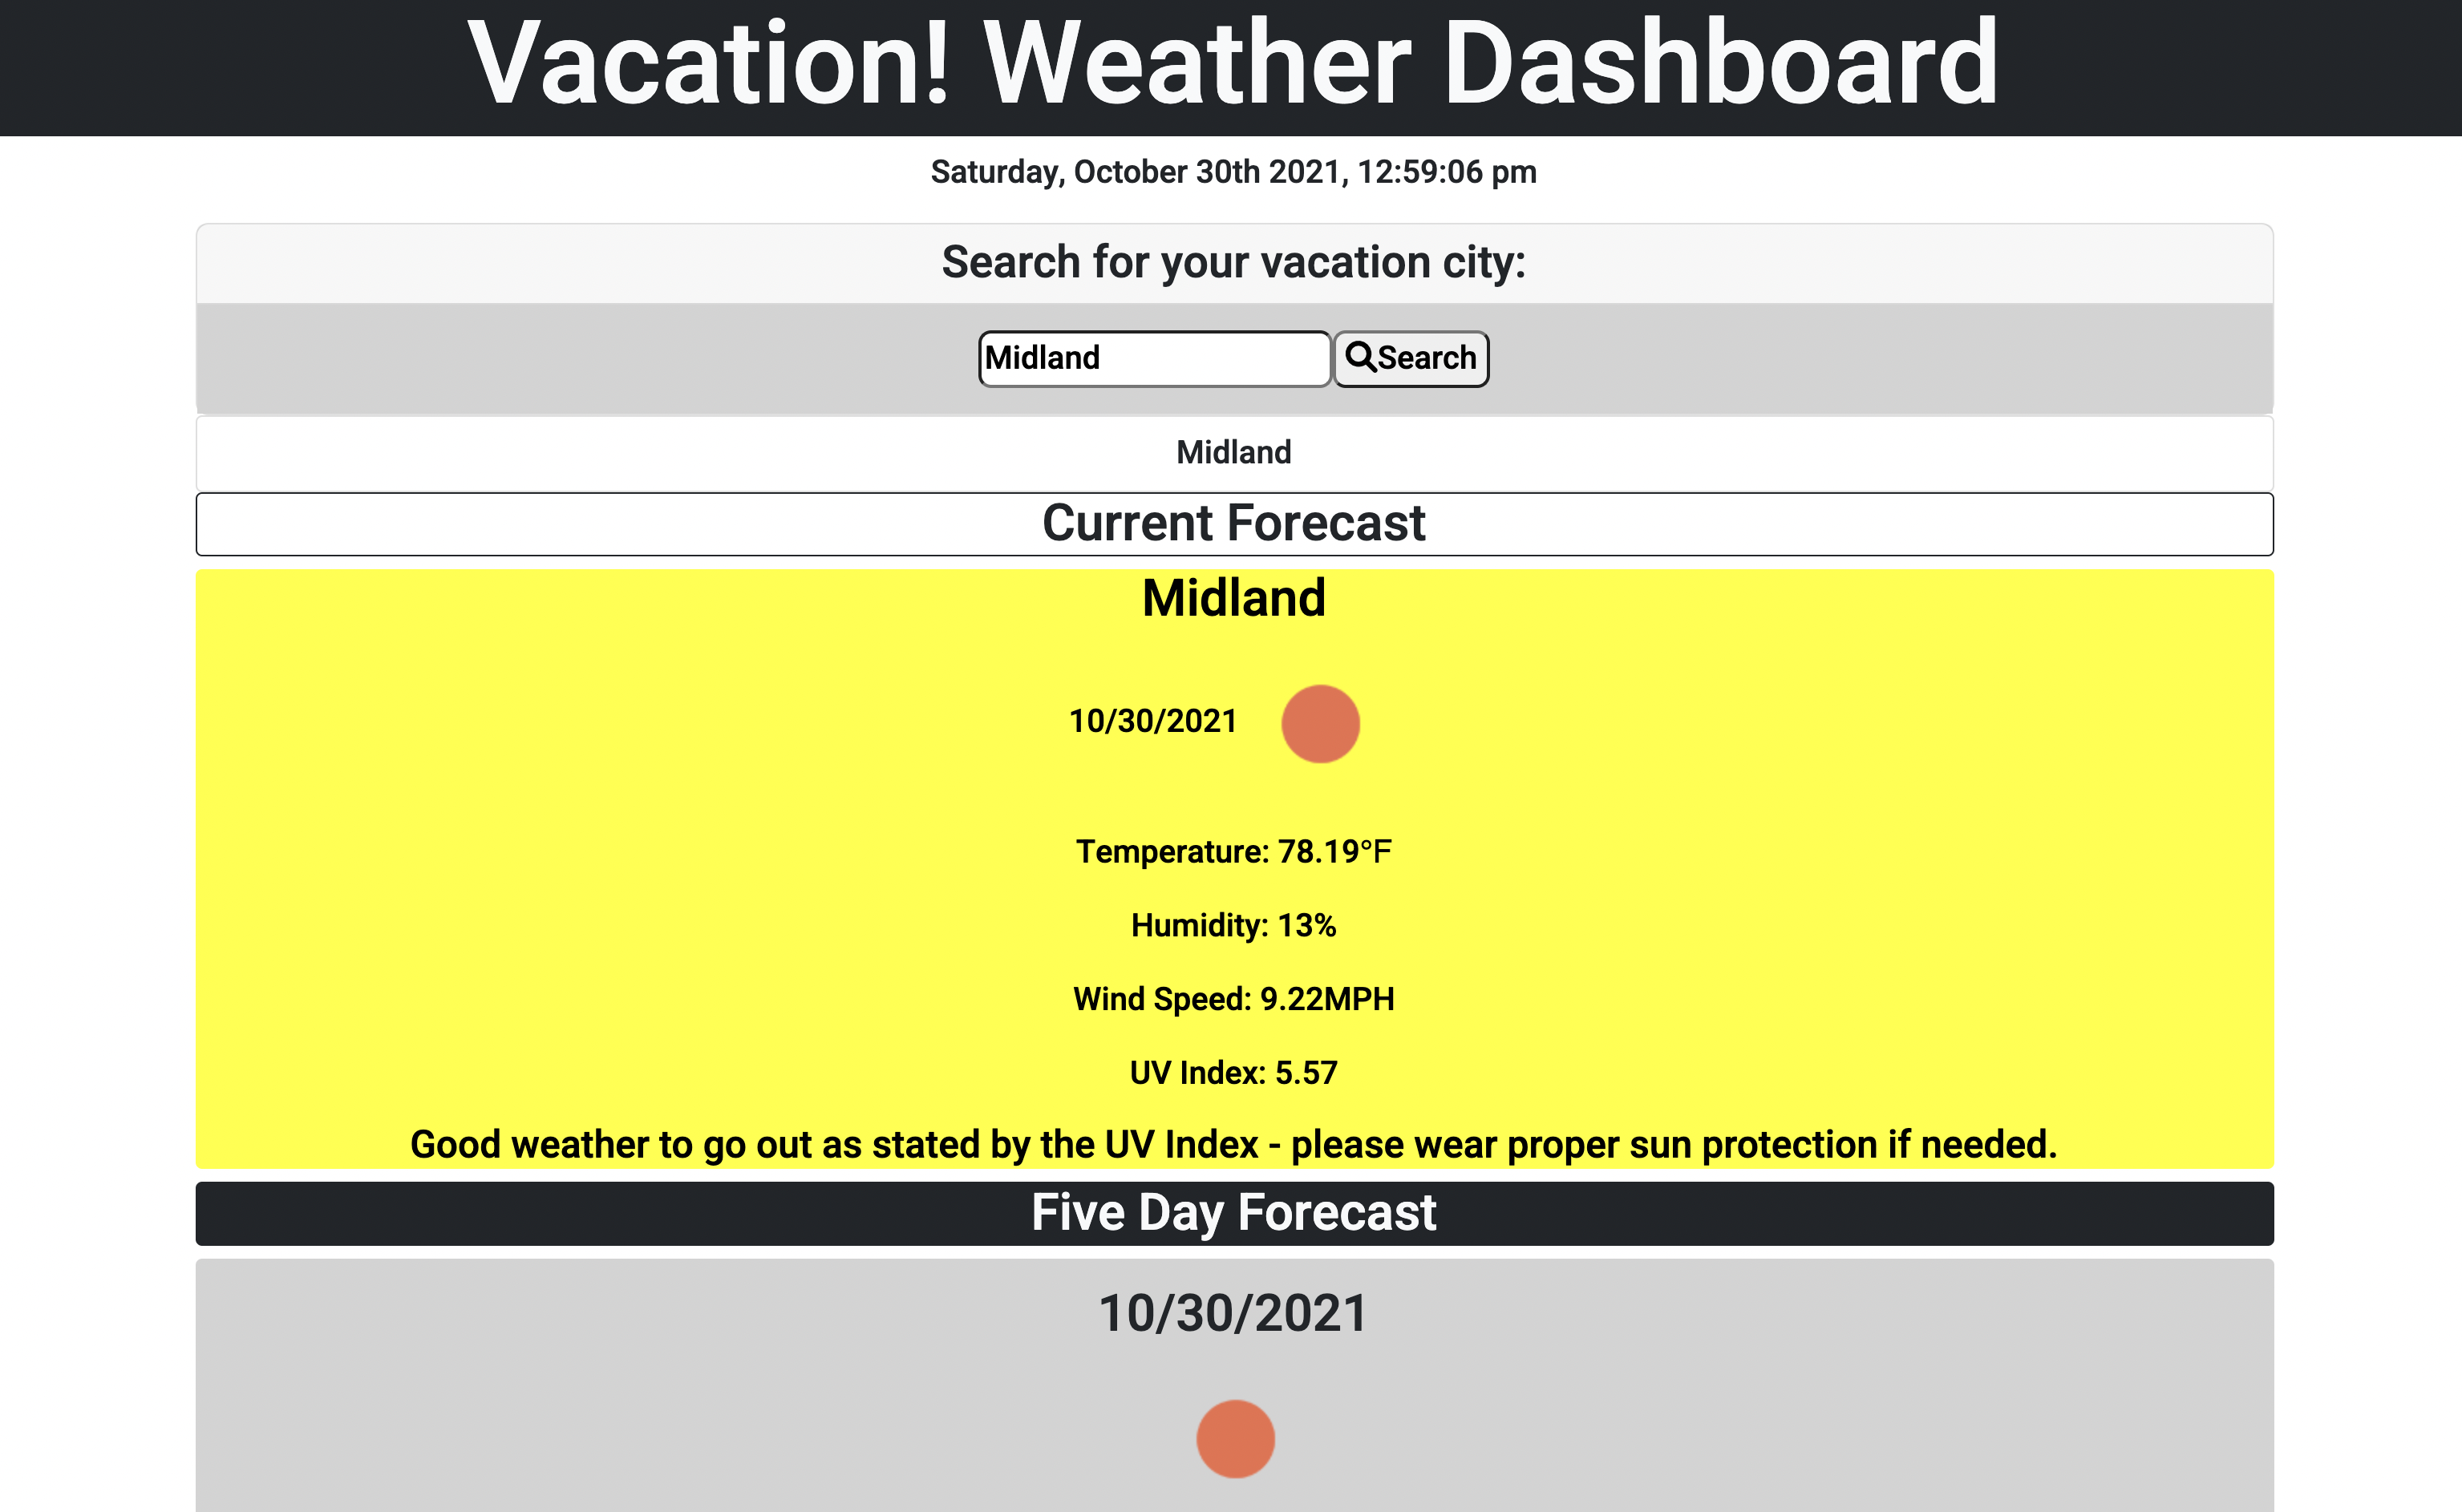 Vacation! Weather Dashboard
Saturday, October 30th 2021, 12:59:06 pm
Search for your vacation city:
Midland Search
Midland
Current Forecast
Midland
10/30/2021
Temperature: 78.19°F
Humidity: 13%
Wind Speed: 9.22MPH
UV Index: 5.57
Good weather to go out as stated by the UV Index - please wear proper sun protection if needed.
Five Day Forecast
10/30/2021